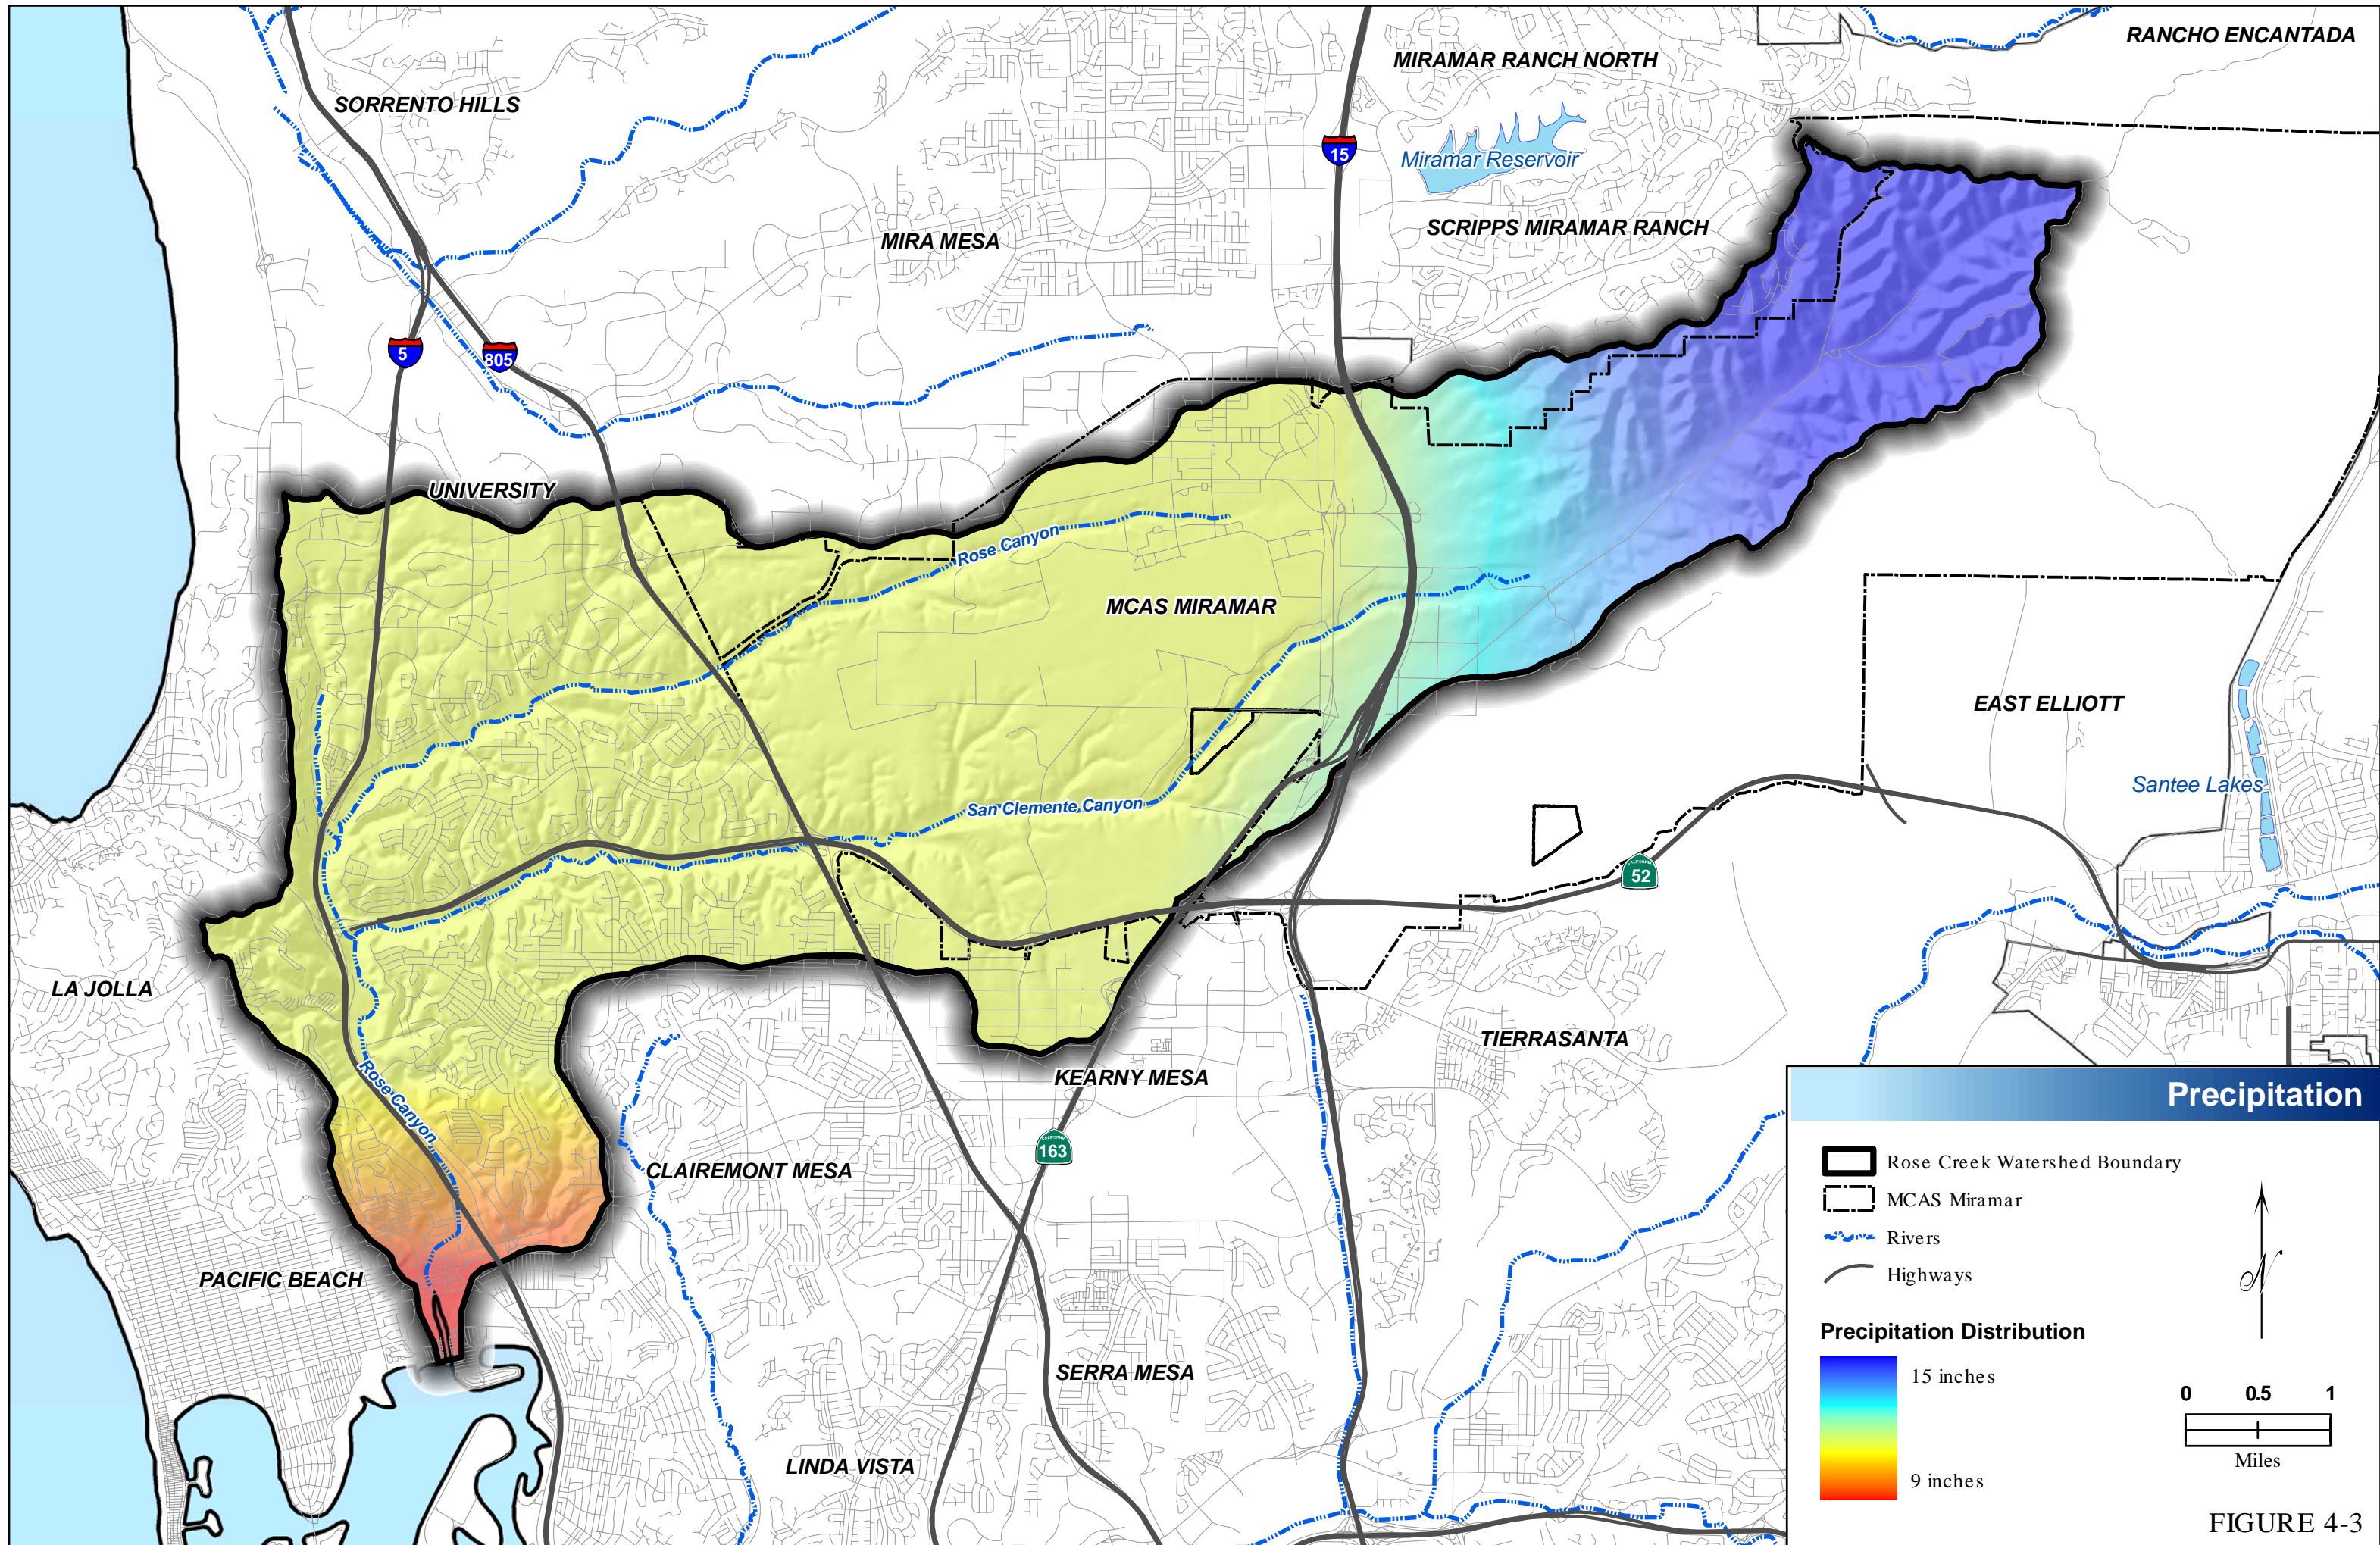 RANCHO ENCANTADA
MIRAMAR RANCH NORTH
SORRENTO HILLS
15
Miramar Reservoir
SCRIPPS MIRAMAR RANCH
MIRA MESA
5
805
UNIVERSITY
Rose Canyon
MCAS MIRAMAR
EAST ELLIOTT
Santee Lakes
San Clemente Canyon
52
LA JOLLA
TIERRASANTA
KEARNY MESA
Rose Canyon
163
CLAIREMONT MESA
PACIFIC BEACH
SERRA MESA
LINDA VISTA
Precipitation
Rose Creek Watershed Boundary
MCAS Miramar
Rivers
Highways
N
Precipitation Distribution
15 inches
9 inches
0 0.5 1
Miles
FIGURE 4-3